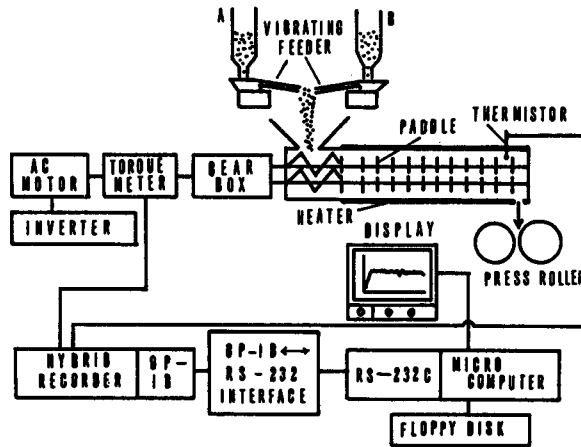 A
B
VIBRATING
FEEDER
THERMISTOR
PADDLE
AC
MOTOR
TORQUE
METER
GEAR
BOX
INVERTER
HEATER
DISPLAY
PRESS ROLLER
HYBRID
RECORDER
GP-
IB
GP-IB↔
RS-232
INTERFACE
RS-232C
MICRO
COMPUTER
FLOPPY DISK